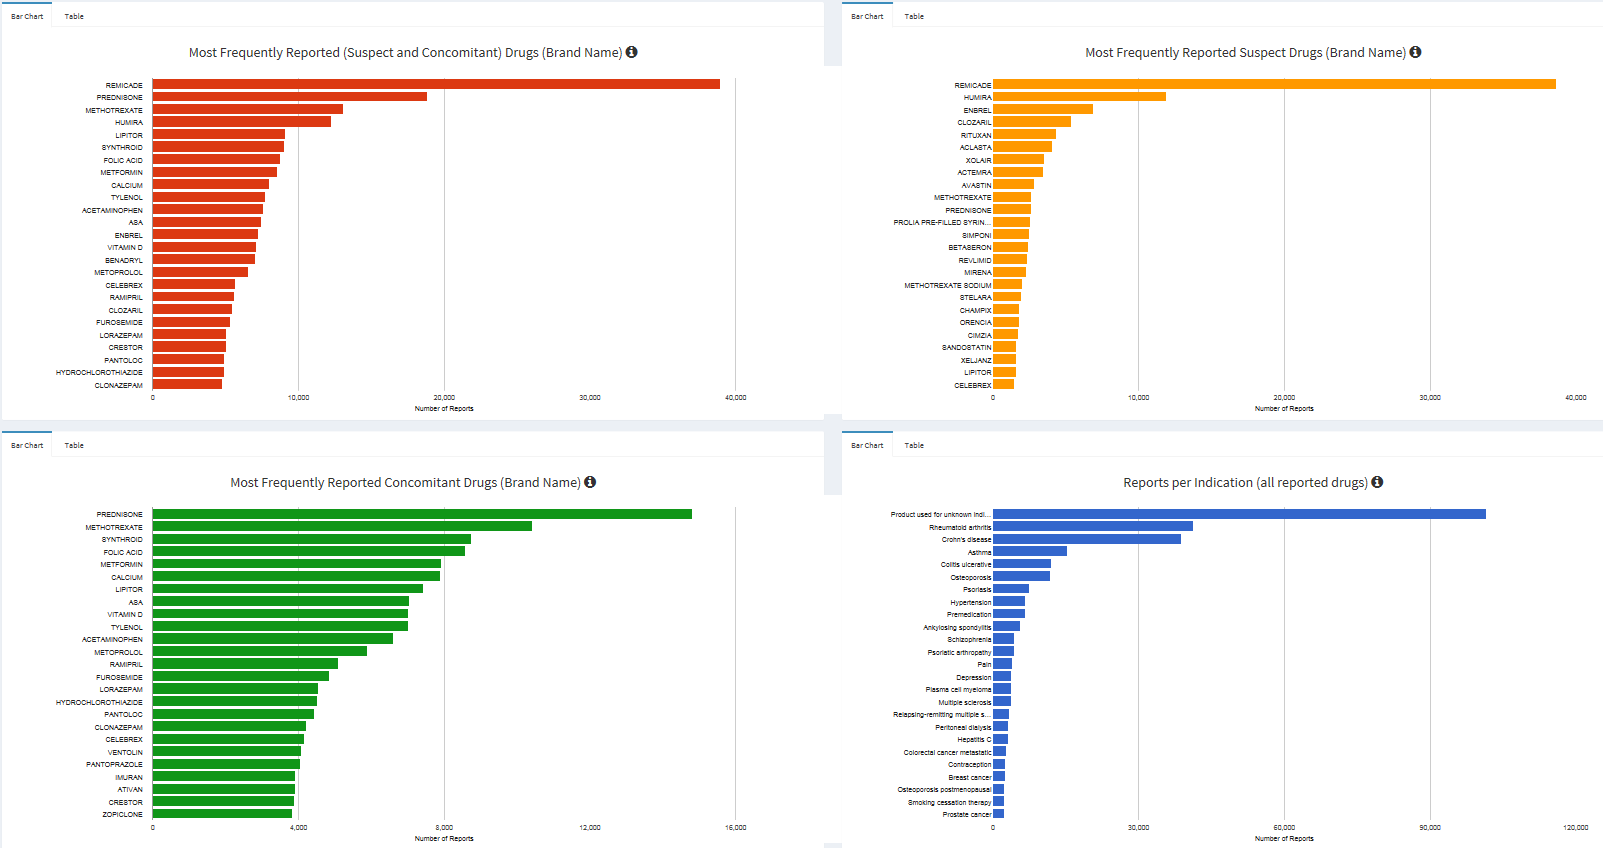 Bar Chart
Table
Most Frequently Reported (Suspect and Concomitant) Drugs (Brand Name)
REMICADE
PREDNISONE
METHOTREXATE
HUMIRA
LIPITOR
SYNTHROID
FOLIC ACID
METFORMIN
CALCIUM
TYLENOL
ACETAMINOPHEN
ASA
ENBREL
VITAMIN D
BENADRYL
METOPROLOL
CELEBREX
RAMIPRIL
CLOZARIL
FUROSEMIDE
LORAZEPAM
CRESTOR
PANTOLOC
HYDROCHLOROTHIAZIDE
CLONAZEPAM
0 10,000 20,000 30,000 40,000
Number of Reports
Bar Chart
Table
Most Frequently Reported Suspect Drugs (Brand Name)
REMICADE
HUMIRA
ENBREL
CLOZARIL
RITUXAN
ACLASTA
XOLAIR
ACTEMRA
AVASTIN
METHOTREXATE
PREDNISONE
PROLIA PRE-FILLED SYRIN...
SIMPONI
BETASERON
REVLIMID
MIRENA
METHOTREXATE SODIUM
STELARA
CHAMPIX
ORENCIA
CIMZIA
SANDOSTATIN
XELJANZ
LIPITOR
CELEBREX
0 10,000 20,000 30,000 40,000
Number of Reports
Bar Chart
Table
Most Frequently Reported Concomitant Drugs (Brand Name)
PREDNISONE
METHOTREXATE
SYNTHROID
FOLIC ACID
METFORMIN
CALCIUM
LIPITOR
ASA
VITAMIN D
TYLENOL
ACETAMINOPHEN
METOPROLOL
RAMIPRIL
FUROSEMIDE
LORAZEPAM
HYDROCHLOROTHIAZIDE
PANTOLOC
CLONAZEPAM
CELEBREX
VENTOLIN
PANTOPRAZOLE
IMURAN
ATIVAN
CRESTOR
ZOPICLONE
0 4,000 8,000 12,000 16,000
Number of Reports
Bar Chart
Table
Reports per Indication (all reported drugs)
Product used for unknown indi...
Rheumatoid arthritis
Crohn's disease
Asthma
Colitis ulcerative
Osteoporosis
Psoriasis
Hypertension
Premedication
Ankylosing spondylitis
Schizophrenia
Psoriatic arthropathy
Pain
Depression
Plasma cell myeloma
Multiple sclerosis
Relapsing-remitting multiple s...
Peritoneal dialysis
Hepatitis C
Colorectal cancer metastatic
Contraception
Breast cancer
Osteoporosis postmenopausal
Smoking cessation therapy
Prostate cancer
0 30,000 60,000 90,000 120,000
Number of Reports